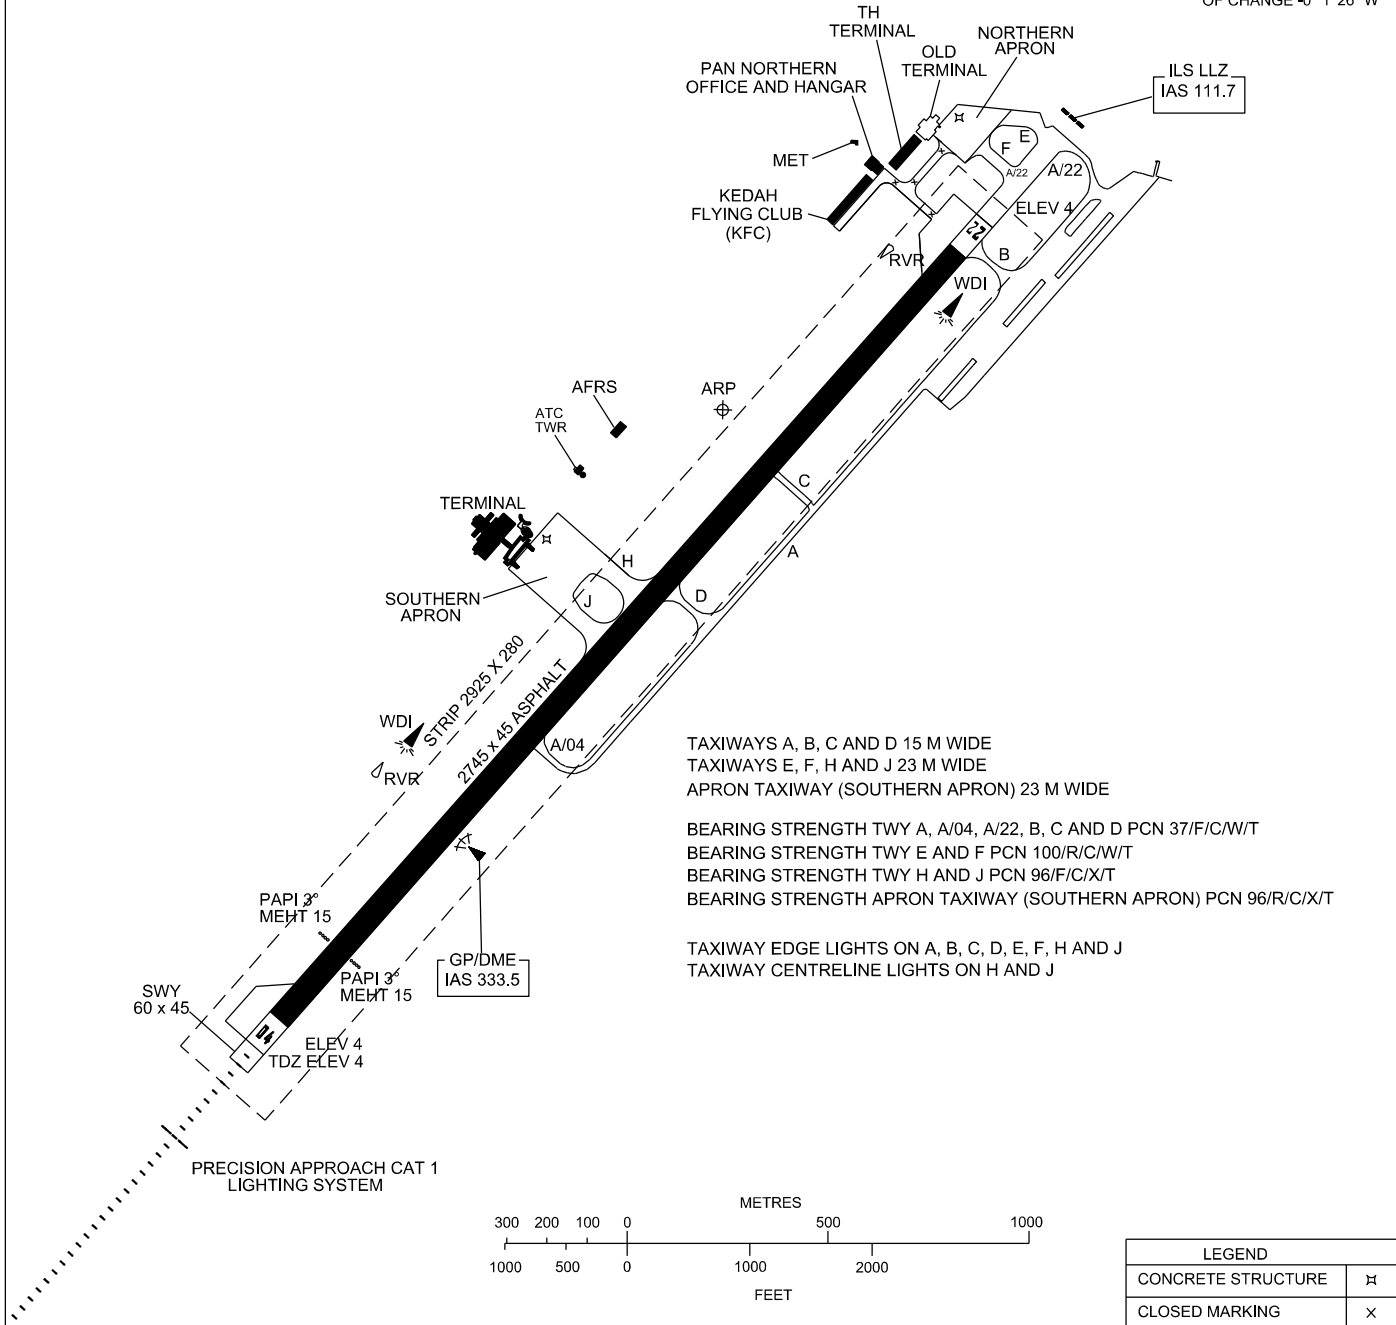 OF CHANGE -0° 1' 26" W
TH
TERMINAL
NORTHERN
APRON
OLD
TERMINAL
PAN NORTHERN
OFFICE AND HANGAR
ILS LLZ
IAS 111.7
E
F
A/22
A/22
MET
KEDAH
FLYING CLUB
(KFC)
ELEV 4
22
B
RVR
WDI
AFRS
ARP
ATC
TWR
C
TERMINAL
A
H
D
J
SOUTHERN
APRON
STRIP 2925 X 280
2745 x 45 ASPHALT
WDI
A/04
RVR
TAXIWAYS A, B, C AND D 15 M WIDE
TAXIWAYS E, F, H AND J 23 M WIDE
APRON TAXIWAY (SOUTHERN APRON) 23 M WIDE
BEARING STRENGTH TWY A, A/04, A/22, B, C AND D PCN 37/F/C/W/T
BEARING STRENGTH TWY E AND F PCN 100/R/C/W/T
BEARING STRENGTH TWY H AND J PCN 96/F/C/X/T
BEARING STRENGTH APRON TAXIWAY (SOUTHERN APRON) PCN 96/R/C/X/T
TAXIWAY EDGE LIGHTS ON A, B, C, D, E, F, H AND J
TAXIWAY CENTRELINE LIGHTS ON H AND J
PAPI 3°
MEHT 15
GP/DME
IAS 333.5
PAPI 3°
MEHT 15
SWY
60 x 45
04
ELEV 4
TDZ ELEV 4
PRECISION APPROACH CAT 1
LIGHTING SYSTEM
METRES
300 200 100 0 500 1000
1000 500 0 1000 2000
FEET
LEGEND
CONCRETE STRUCTURE
CLOSED MARKING